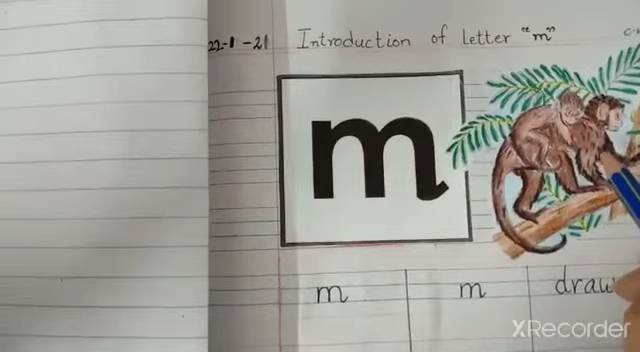 22-1-21 Introduction of letter "m"
m
m m draw
XRecorder